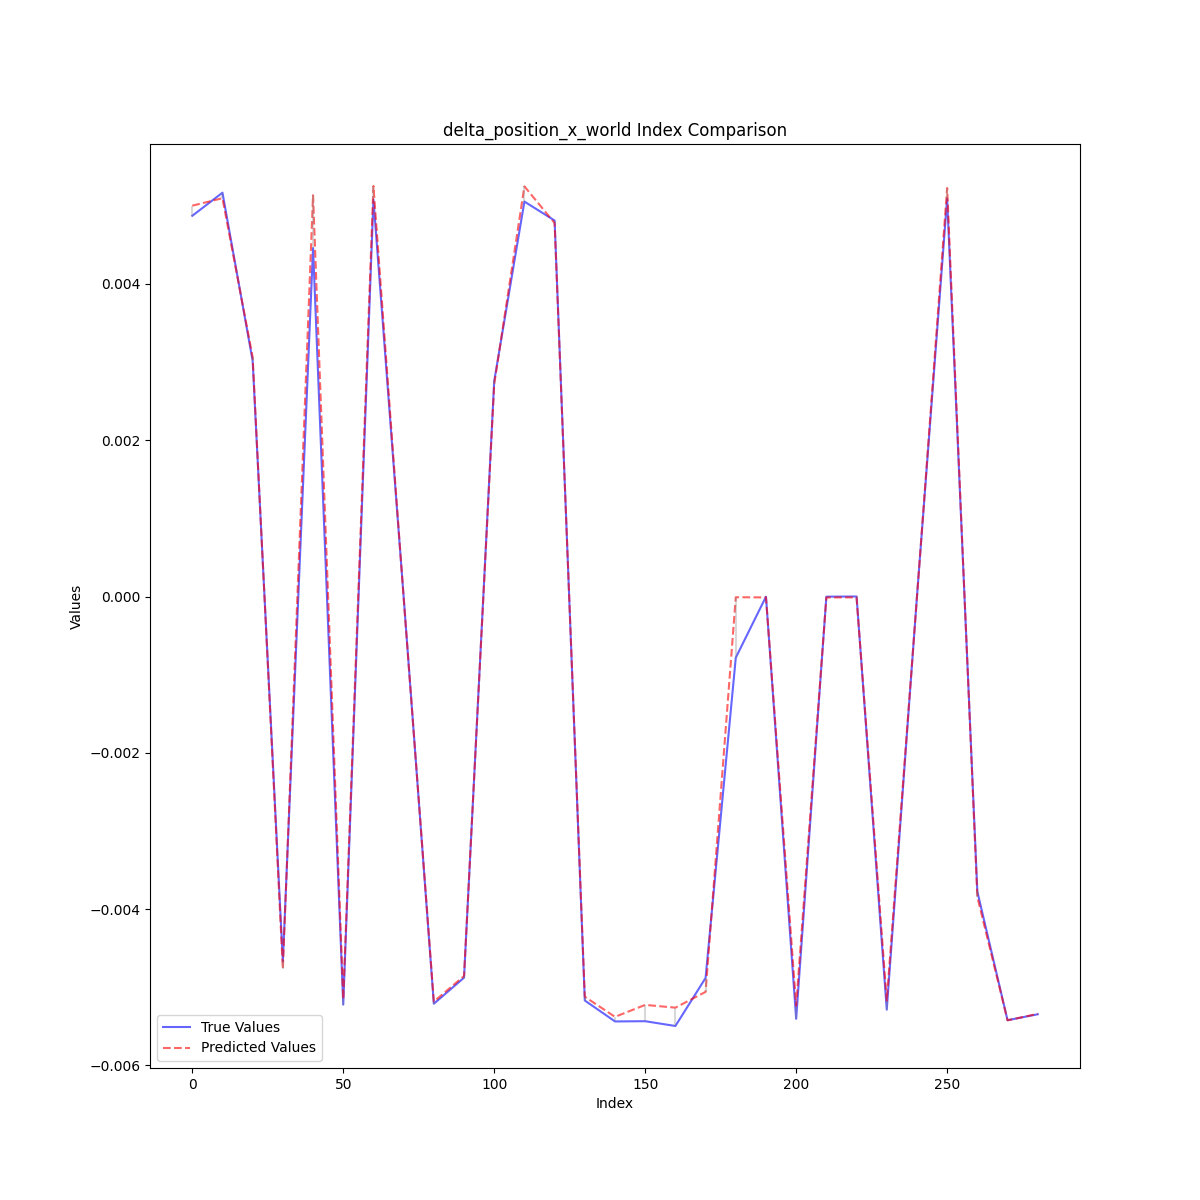 delta_position_x_world Index Comparison
Values
0.004
0.002
0.000
−0.002
−0.004
−0.006
True Values
Predicted Values
0
50
100
150
200
250
Index